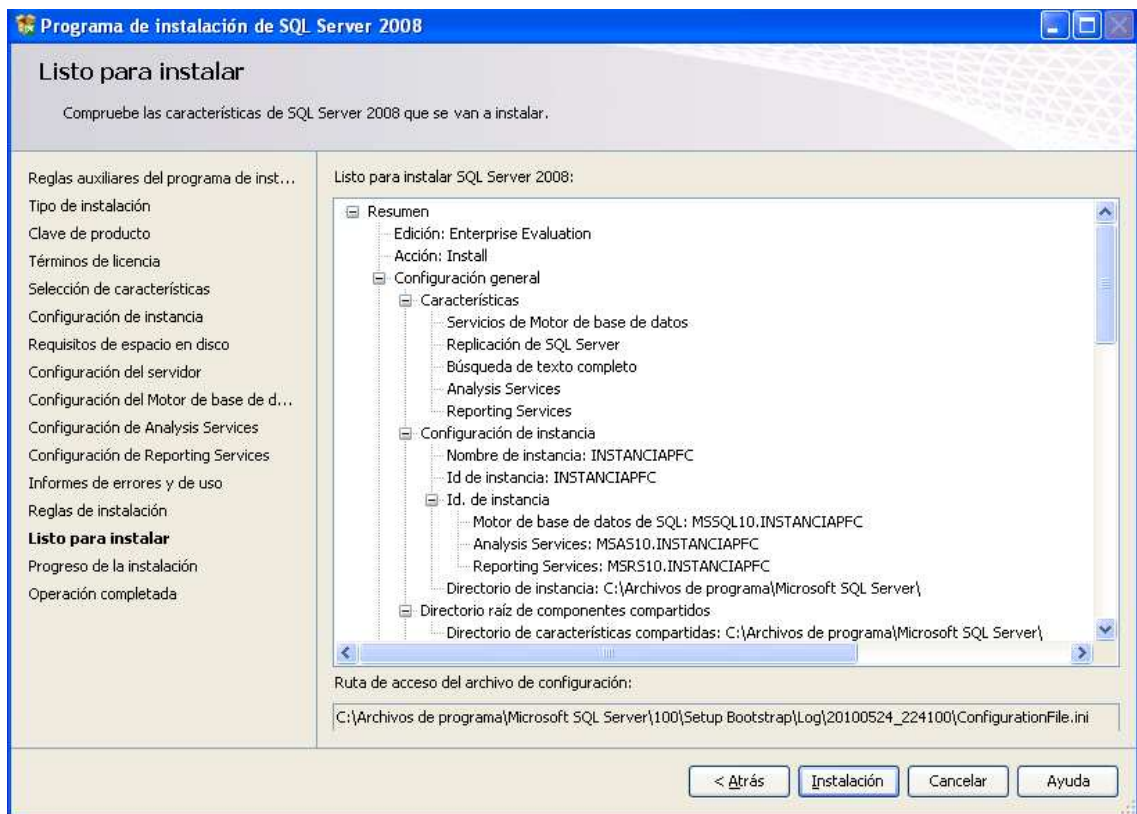 Programa de instalación de SQL Server 2008
Listo para instalar
Compruebe las características de SQL Server 2008 que se van a instalar.
Reglas auxiliares del programa de inst...
Tipo de instalación
Clave de producto
Términos de licencia
Selección de características
Configuración de instancia
Requisitos de espacio en disco
Configuración del servidor
Configuración del Motor de base de d...
Configuración de Analysis Services
Configuración de Reporting Services
Informes de errores y de uso
Reglas de instalación
Listo para instalar
Progreso de la instalación
Operación completada
Listo para instalar SQL Server 2008:
Resumen
Edición: Enterprise Evaluation
Acción: Install
Configuración general
Características
Servicios de Motor de base de datos
Replicación de SQL Server
Búsqueda de texto completo
Analysis Services
Reporting Services
Configuración de instancia
Nombre de instancia: INSTANCIAPFC
Id de instancia: INSTANCIAPFC
Id. de instancia
Motor de base de datos de SQL: MSSQL10.INSTANCIAPFC
Analysis Services: MSAS10.INSTANCIAPFC
Reporting Services: MSRS10.INSTANCIAPFC
Directorio de instancia: C:\Archivos de programa\Microsoft SQL Server\
Directorio raíz de componentes compartidos
Directorio de características compartidas: C:\Archivos de programa\Microsoft SQL Server\
Ruta de acceso del archivo de configuración:
C:\Archivos de programa\Microsoft SQL Server\100\Setup Bootstrap\Log\20100524_224100\ConfigurationFile.ini
< Atrás
Instalación
Cancelar
Ayuda